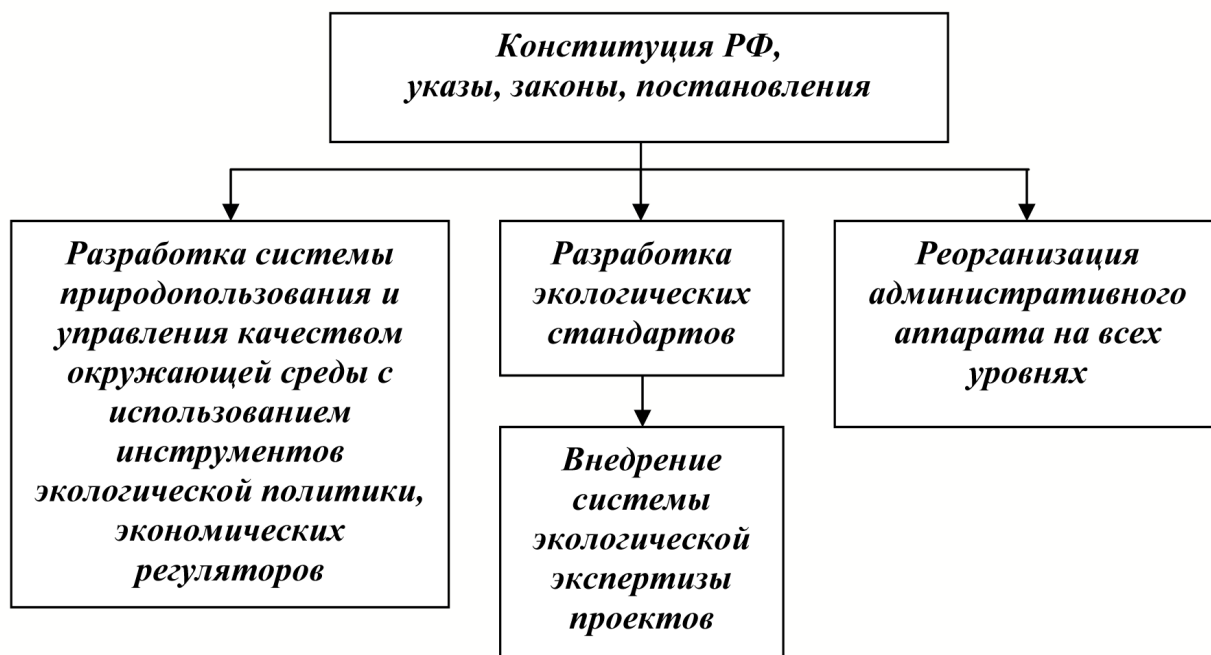 Конституция РФ,
указы, законы, постановления
Разработка системы
природопользования и
управления качеством
окружающей среды с
использованием
инструментов
экологической политики,
экономических
регуляторов
Разработка
экологических
стандартов
Внедрение
системы
экологической
экспертизы
проектов
Реорганизация
административного
аппарата на всех
уровнях